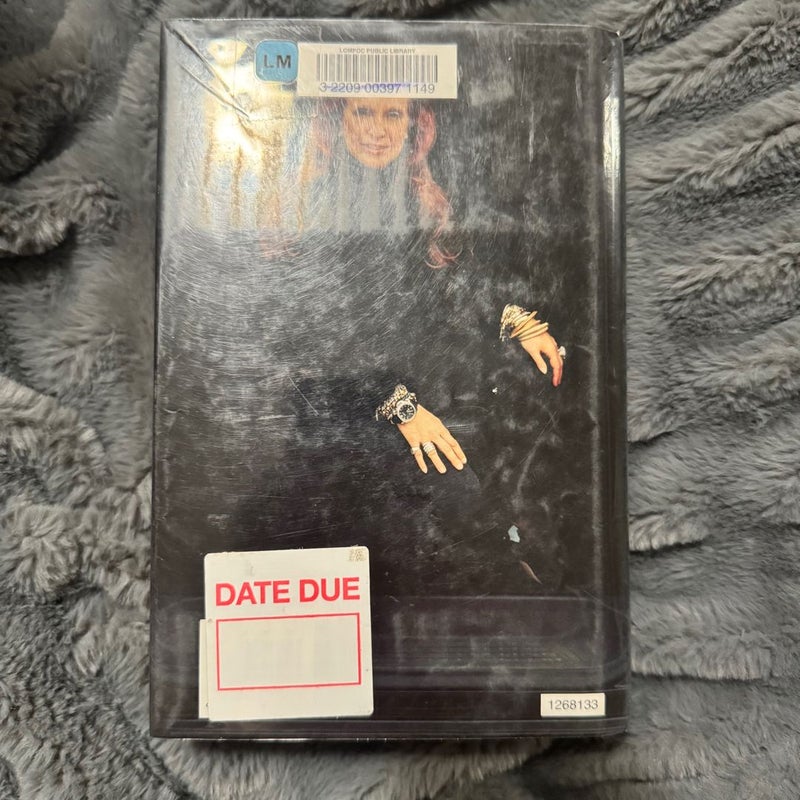 LM
LOMPOC PUBLIC LIBRARY
3 2209 00397 1149
DATE DUE
1268133